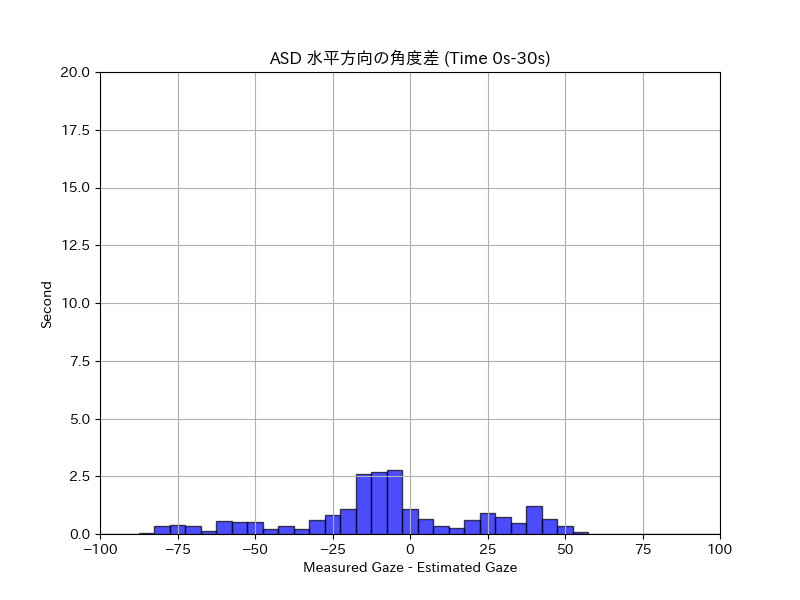 ASD 水平方向の角度差 (Time 0s-30s)
20.0
17.5
15.0
12.5
10.0
7.5
5.0
2.5
0.0
Second
−100 −75 −50 −25 0 25 50 75 100
Measured Gaze - Estimated Gaze